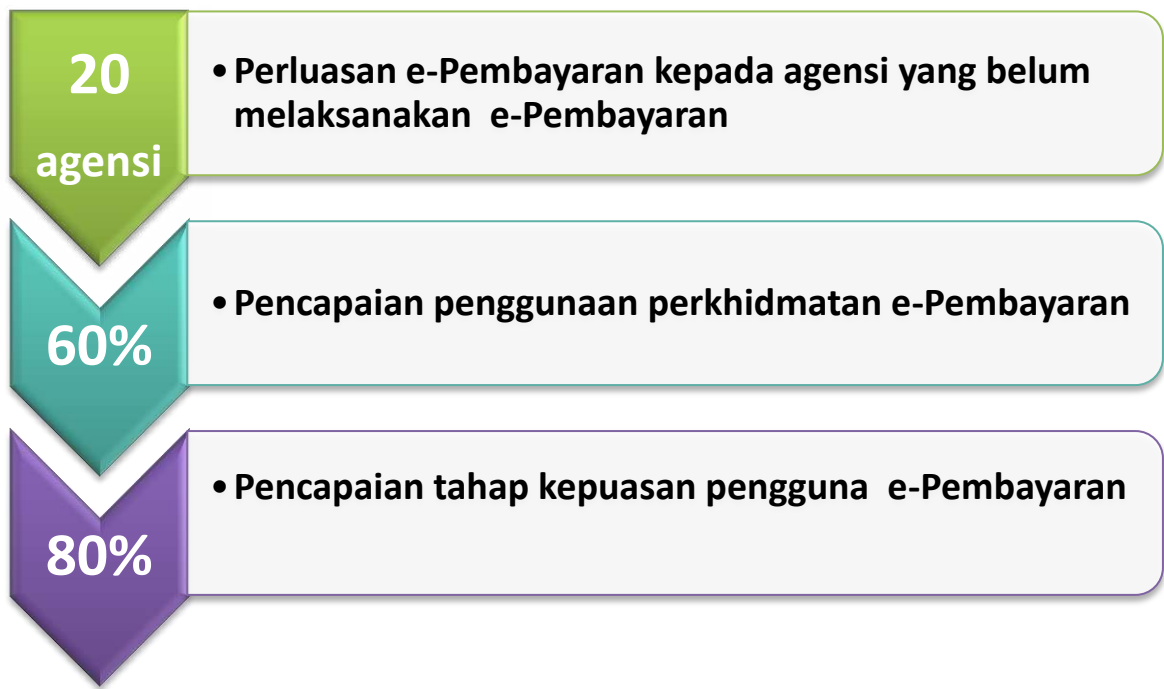 20
agensi
• Perluasan e-Pembayaran kepada agensi yang belum
melaksanakan e-Pembayaran
60%
• Pencapaian penggunaan perkhidmatan e-Pembayaran
80%
• Pencapaian tahap kepuasan pengguna e-Pembayaran